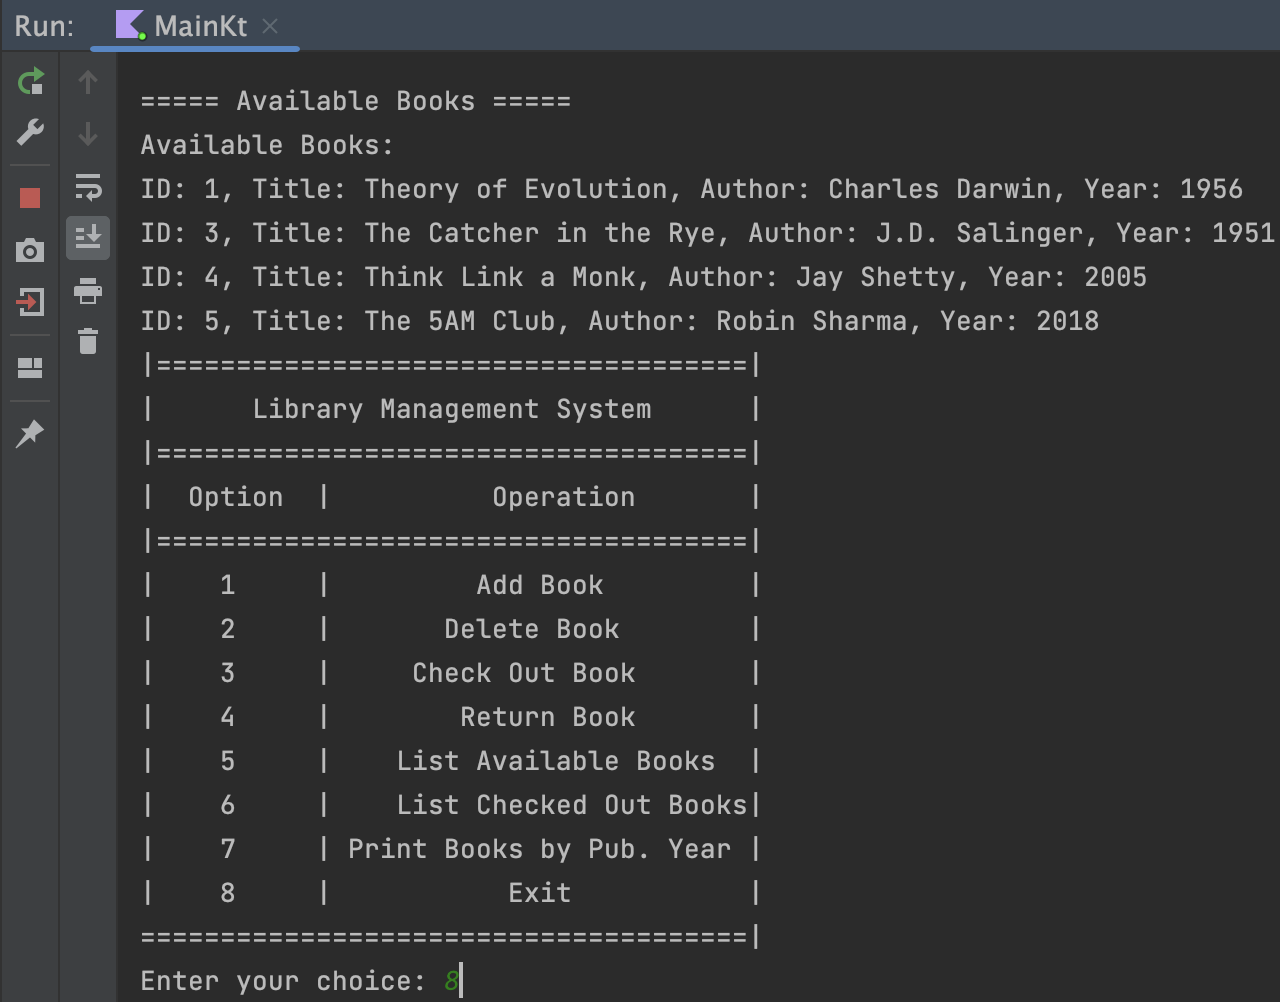 Run: MainKt
===== Available Books =====
Available Books:
ID: 1, Title: Theory of Evolution, Author: Charles Darwin, Year: 1956
ID: 3, Title: The Catcher in the Rye, Author: J.D. Salinger, Year: 1951
ID: 4, Title: Think Link a Monk, Author: Jay Shetty, Year: 2005
ID: 5, Title: The 5AM Club, Author: Robin Sharma, Year: 2018
|=====================================|
|      Library Management System      |
|=====================================|
|  Option  |          Operation       |
|=====================================|
|    1     |         Add Book         |
|    2     |       Delete Book        |
|    3     |     Check Out Book       |
|    4     |        Return Book       |
|    5     |    List Available Books  |
|    6     |    List Checked Out Books|
|    7     | Print Books by Pub. Year |
|    8     |           Exit           |
======================================|
Enter your choice: 8